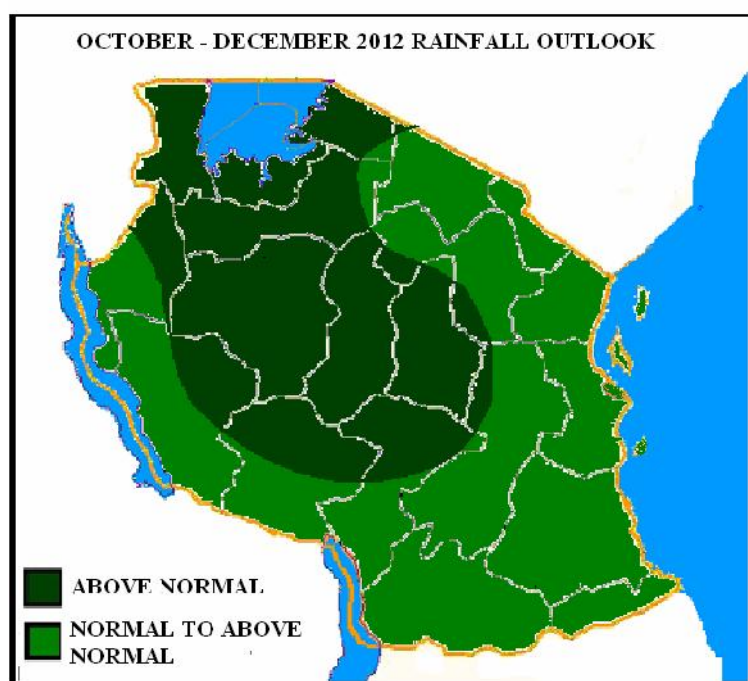 OCTOBER - DECEMBER 2012 RAINFALL OUTLOOK
ABOVE NORMAL
NORMAL TO ABOVE
NORMAL